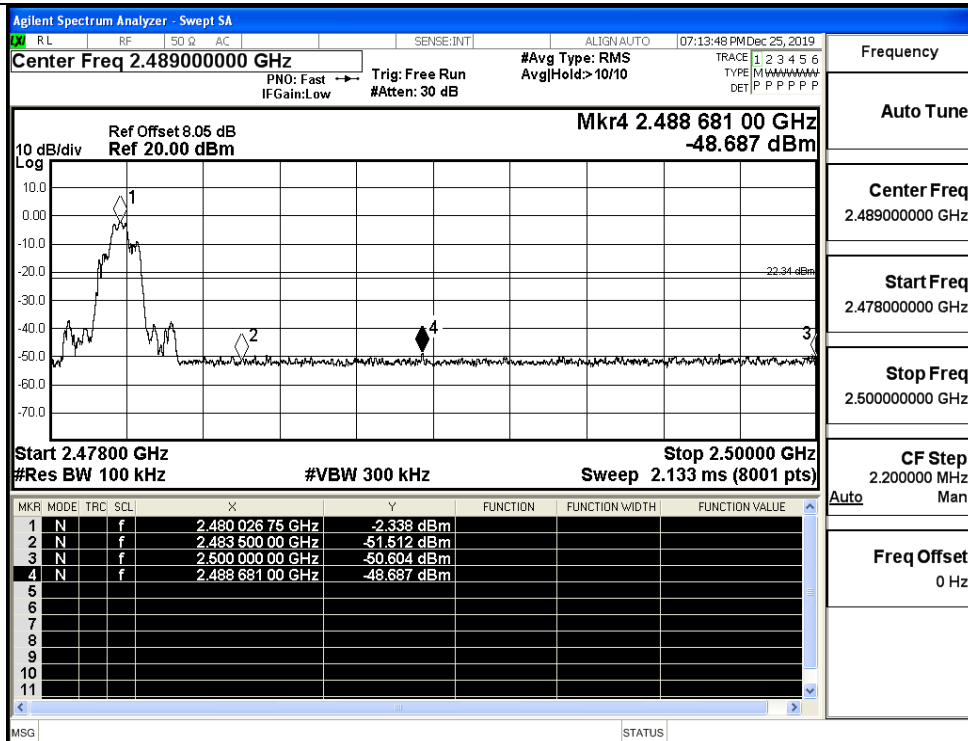 Agilent Spectrum Analyzer - Swept SA
LXI RL RF 50 Ω AC SENSE:INT ALIGN AUTO 07:13:48 PM Dec 25, 2019
Center Freq 2.489000000 GHz
PNO: Fast
IFGain:Low
Trig: Free Run
#Atten: 30 dB
#Avg Type: RMS
Avg|Hold:>10/10
TRACE 1 2 3 4 5 6
TYPE M WWWWW
DET P P P P P P
Mkr4 2.488 681 00 GHz
-48.687 dBm
Ref Offset 8.05 dB
10 dB/div Ref 20.00 dBm
Log
10.0
0.00
-10.0
-20.0
-30.0
-40.0
-50.0
-60.0
-70.0
1
2
3
4
22.34 dBm
Start 2.47800 GHz Stop 2.50000 GHz
#Res BW 100 kHz #VBW 300 kHz Sweep 2.133 ms (8001 pts)
MKR MODE TRC SCL X Y FUNCTION FUNCTION WIDTH FUNCTION VALUE
1 N f 2.480 026 75 GHz -2.338 dBm
2 N f 2.483 500 00 GHz -51.512 dBm
3 N f 2.500 000 00 GHz -50.604 dBm
4 N f 2.488 681 00 GHz -48.687 dBm
5
6
7
8
9
10
11
MSG STATUS
Frequency
Auto Tune
Center Freq
2.489000000 GHz
Start Freq
2.478000000 GHz
Stop Freq
2.500000000 GHz
CF Step
2.200000 MHz
Auto Man
Freq Offset
0 Hz